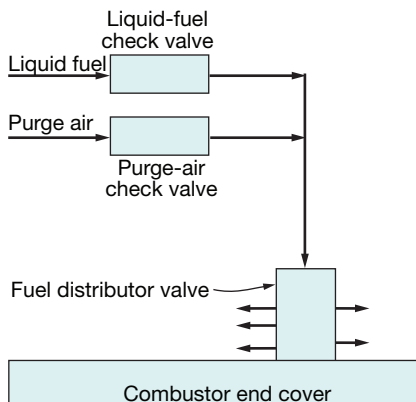 Liquid-fuel
check valve
Liquid fuel
Purge air
Purge-air
check valve
Fuel distributor valve
Combustor end cover